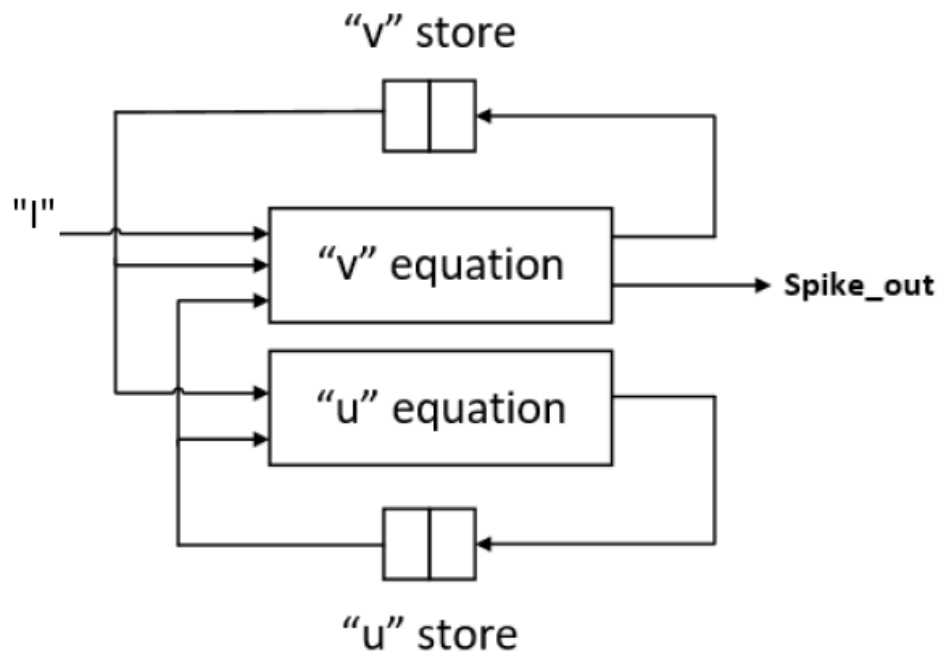 “v” store
"I"
“v” equation
Spike_out
“u” equation
“u” store